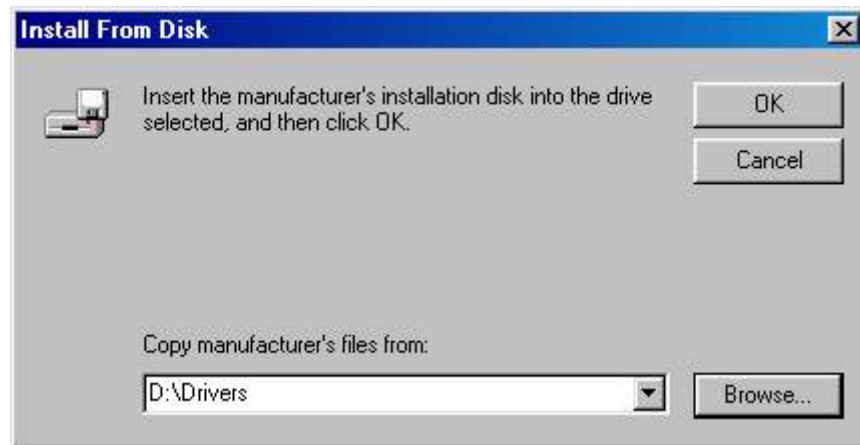 Install From Disk
Insert the manufacturer's installation disk into the drive
selected, and then click OK.
OK
Cancel
Copy manufacturer's files from:
D:\Drivers
Browse...